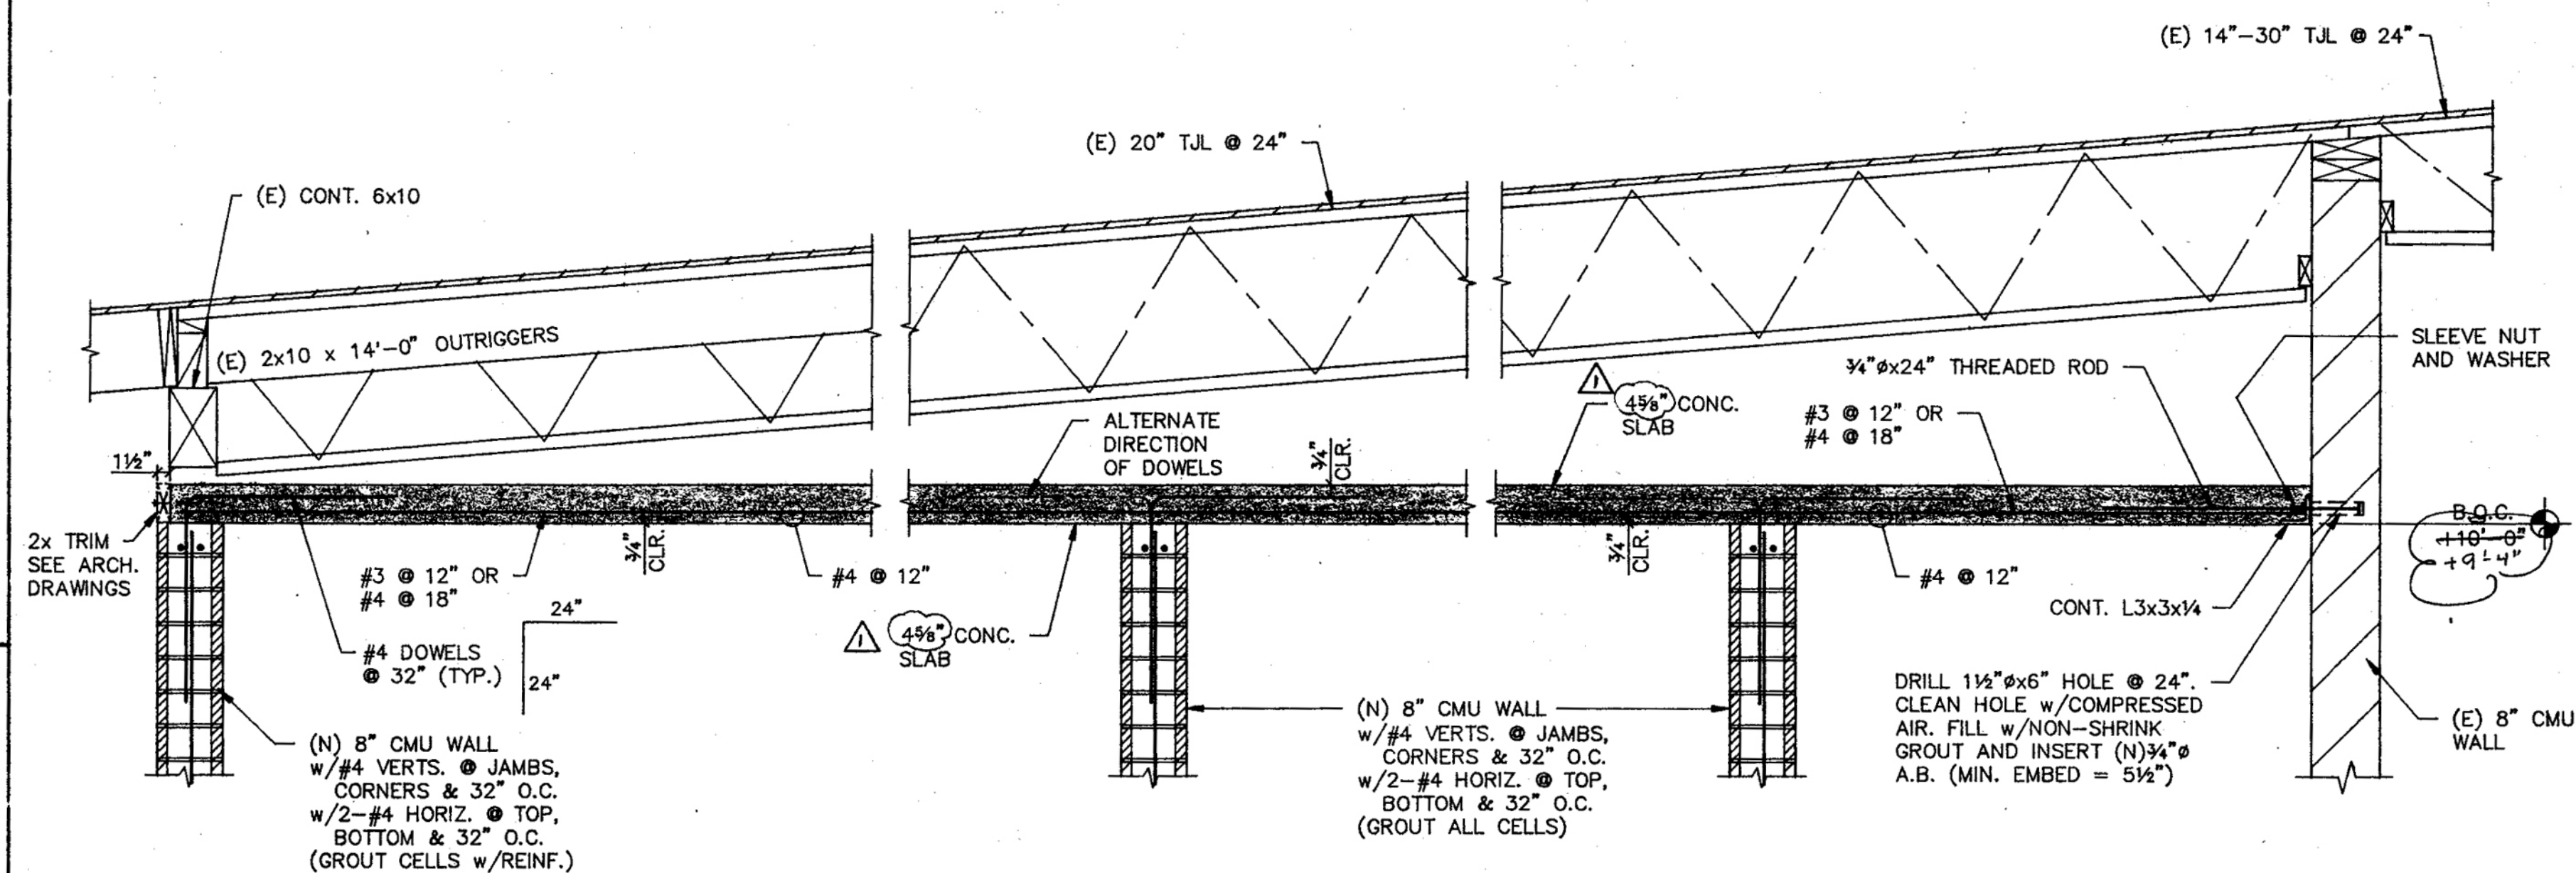 (E) 14"-30" TJL @ 24"
(E) 20" TJL @ 24"
(E) CONT. 6x10
(E) 2x10 x 14'-0" OUTRIGGERS
SLEEVE NUT
AND WASHER
¾"øx24" THREADED ROD
1
4⅝" CONC.
SLAB
#3 @ 12" OR
#4 @ 18"
ALTERNATE
DIRECTION
OF DOWELS
¾"
CLR.
1½"
2x TRIM
SEE ARCH.
DRAWINGS
#3 @ 12" OR
#4 @ 18"
¾"
CLR.
#4 @ 12"
¾"
CLR.
#4 @ 12"
B.O.C.
+10'-0"
+9'-4"
24"
24"
#4 DOWELS
@ 32" (TYP.)
1
4⅝" CONC.
SLAB
CONT. L3x3x¼
(N) 8" CMU WALL
w/#4 VERTS. @ JAMBS,
CORNERS & 32" O.C.
w/2-#4 HORIZ. @ TOP,
BOTTOM & 32" O.C.
(GROUT CELLS w/REINF.)
(N) 8" CMU WALL
w/#4 VERTS. @ JAMBS,
CORNERS & 32" O.C.
w/2-#4 HORIZ. @ TOP,
BOTTOM & 32" O.C.
(GROUT ALL CELLS)
DRILL 1½"øx6" HOLE @ 24".
CLEAN HOLE w/COMPRESSED
AIR. FILL w/NON-SHRINK
GROUT AND INSERT (N)¾"ø
A.B. (MIN. EMBED = 5½")
(E) 8" CMU
WALL